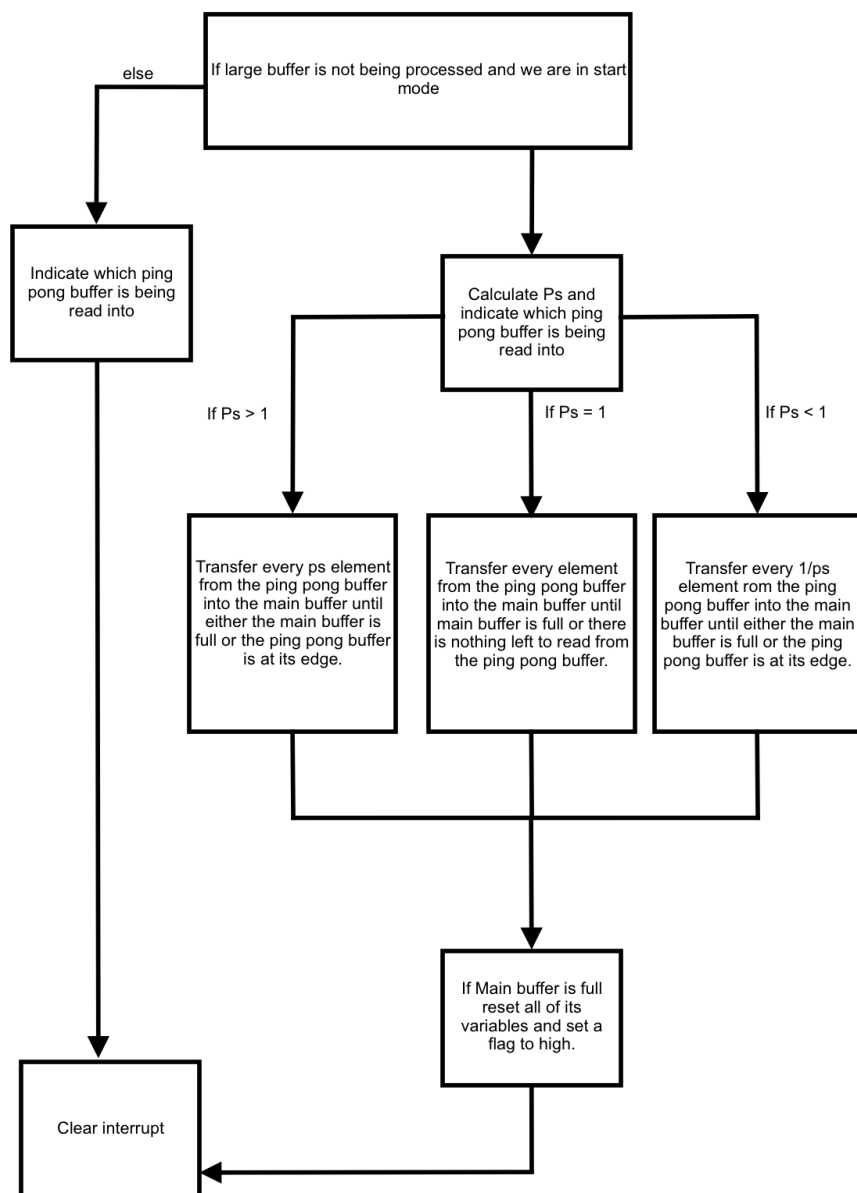 If large buffer is not being processed and we are in start
mode
else
Indicate which ping
pong buffer is being
read into
Calculate Ps and
indicate which ping
pong buffer is being
read into
If Ps > 1
If Ps = 1
If Ps < 1
Transfer every ps element
from the ping pong buffer
into the main buffer until
either the main buffer is
full or the ping pong buffer
is at its edge.
Transfer every element
from the ping pong buffer
into the main buffer until
main buffer is full or there
is nothing left to read from
the ping pong buffer.
Transfer every 1/ps
element rom the ping
pong buffer into the main
buffer until either the main
buffer is full or the ping
pong buffer is at its edge.
If Main buffer is full
reset all of its
variables and set a
flag to high.
Clear interrupt